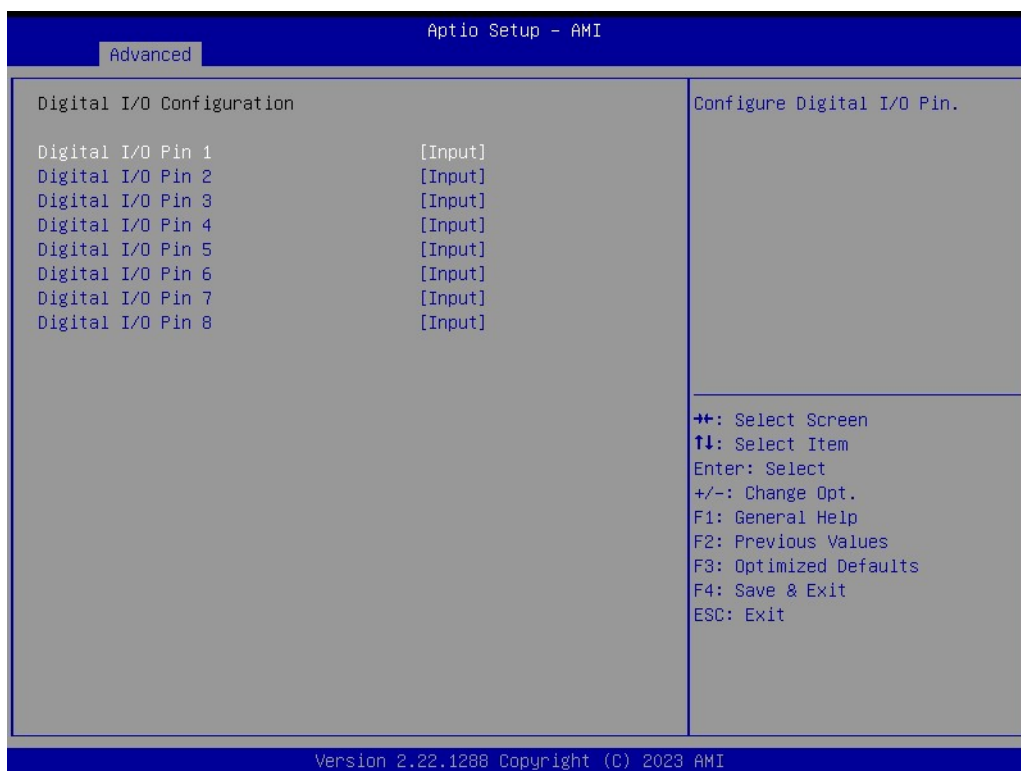 Aptio Setup – AMI
Advanced
Digital I/O Configuration
Digital I/O Pin 1 [Input]
Digital I/O Pin 2 [Input]
Digital I/O Pin 3 [Input]
Digital I/O Pin 4 [Input]
Digital I/O Pin 5 [Input]
Digital I/O Pin 6 [Input]
Digital I/O Pin 7 [Input]
Digital I/O Pin 8 [Input]
Configure Digital I/O Pin.
→←: Select Screen
↑↓: Select Item
Enter: Select
+/-: Change Opt.
F1: General Help
F2: Previous Values
F3: Optimized Defaults
F4: Save & Exit
ESC: Exit
Version 2.22.1288 Copyright (C) 2023 AMI